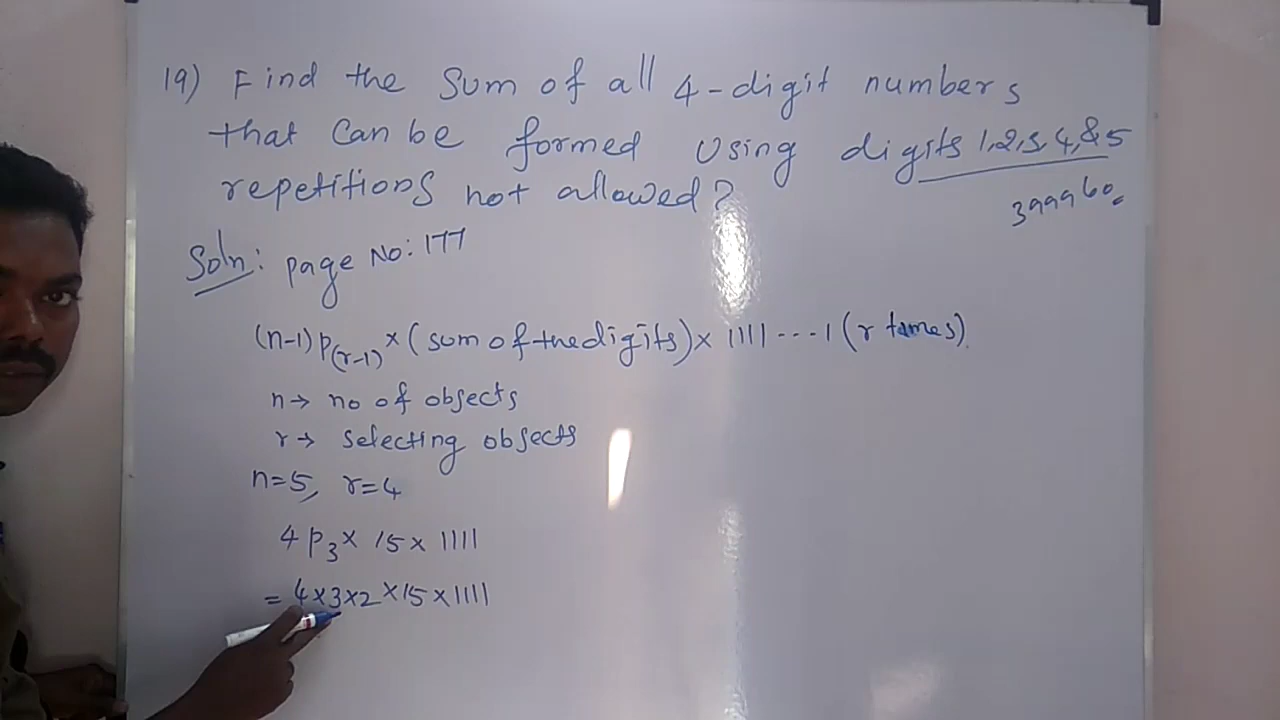 19) Find the sum of all 4-digit numbers
that can be formed using digits 1,2,3,4,&5
repetitions not allowed?
399960.
Soln: page No: 177
(n-1)P(r-1) × (sum of the digits) × 1111 ---1 (r times).
n→ no of objects
r→ selecting objects
n=5, r=4
4P3 × 15 × 1111
= 4×3×2 ×15×1111